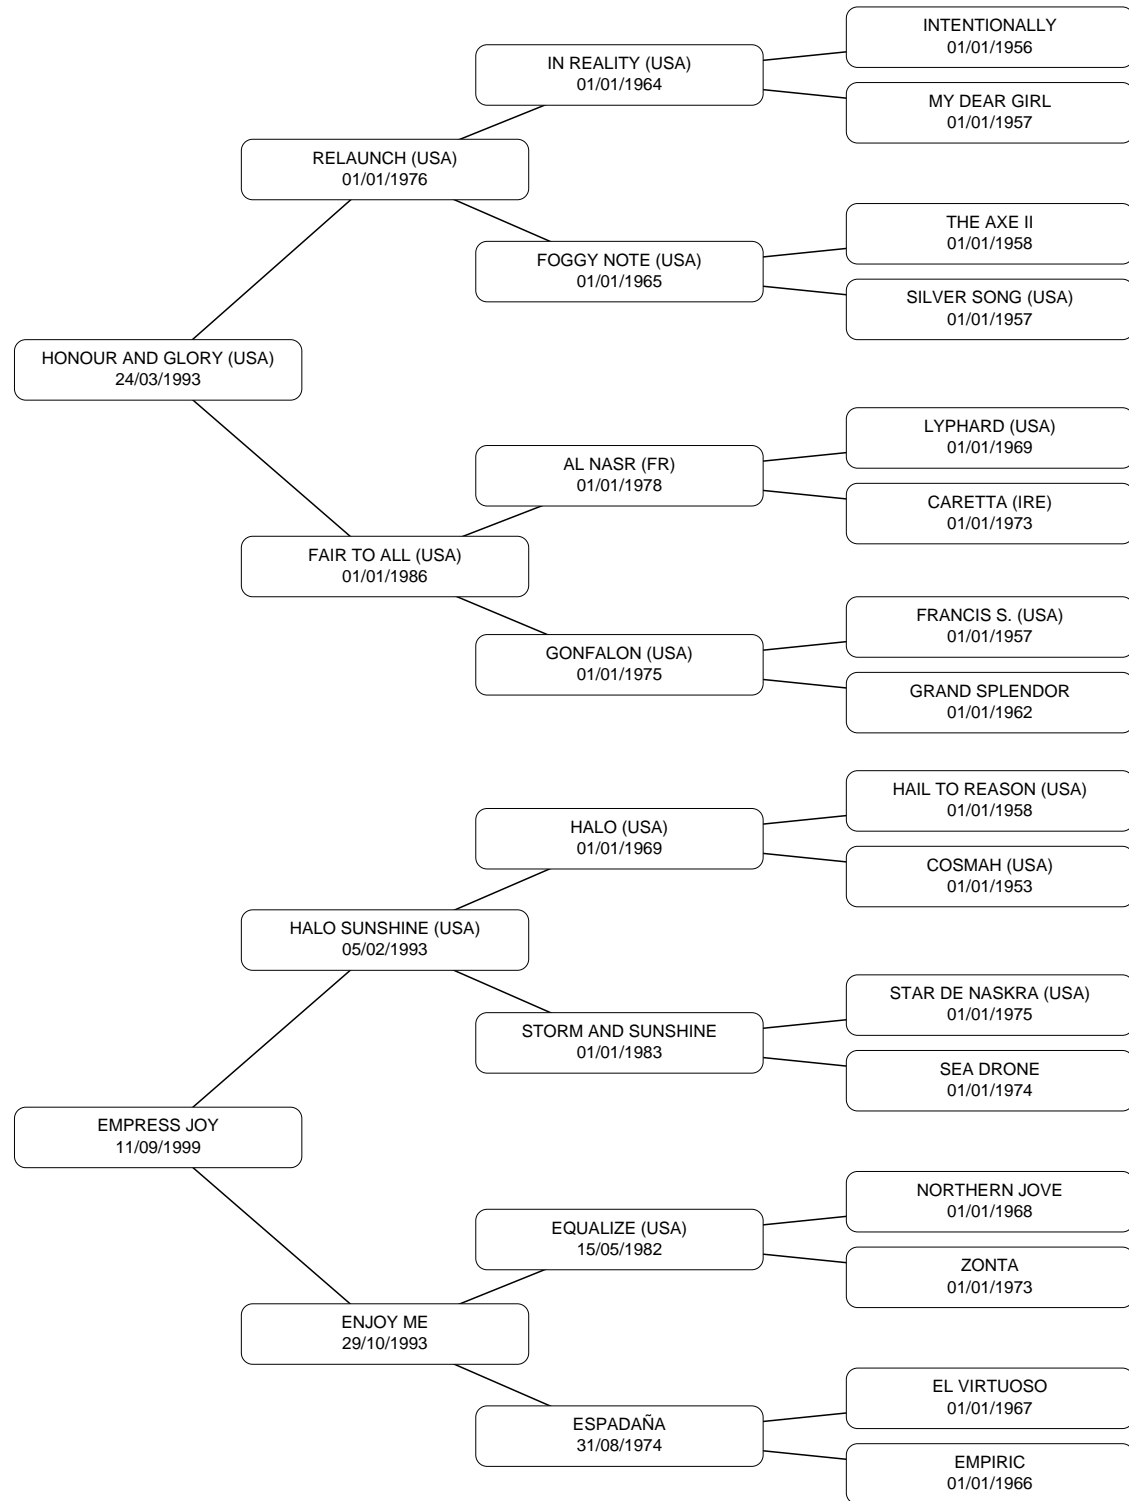 INTENTIONALLY
01/01/1956
IN REALITY (USA)
01/01/1964
MY DEAR GIRL
01/01/1957
RELAUNCH (USA)
01/01/1976
THE AXE II
01/01/1958
FOGGY NOTE (USA)
01/01/1965
SILVER SONG (USA)
01/01/1957
HONOUR AND GLORY (USA)
24/03/1993
LYPHARD (USA)
01/01/1969
AL NASR (FR)
01/01/1978
CARETTA (IRE)
01/01/1973
FAIR TO ALL (USA)
01/01/1986
FRANCIS S. (USA)
01/01/1957
GONFALON (USA)
01/01/1975
GRAND SPLENDOR
01/01/1962
HAIL TO REASON (USA)
01/01/1958
HALO (USA)
01/01/1969
COSMAH (USA)
01/01/1953
HALO SUNSHINE (USA)
05/02/1993
STAR DE NASKRA (USA)
01/01/1975
STORM AND SUNSHINE
01/01/1983
SEA DRONE
01/01/1974
EMPRESS JOY
11/09/1999
NORTHERN JOVE
01/01/1968
EQUALIZE (USA)
15/05/1982
ZONTA
01/01/1973
ENJOY ME
29/10/1993
EL VIRTUOSO
01/01/1967
ESPADAÑA
31/08/1974
EMPIRIC
01/01/1966